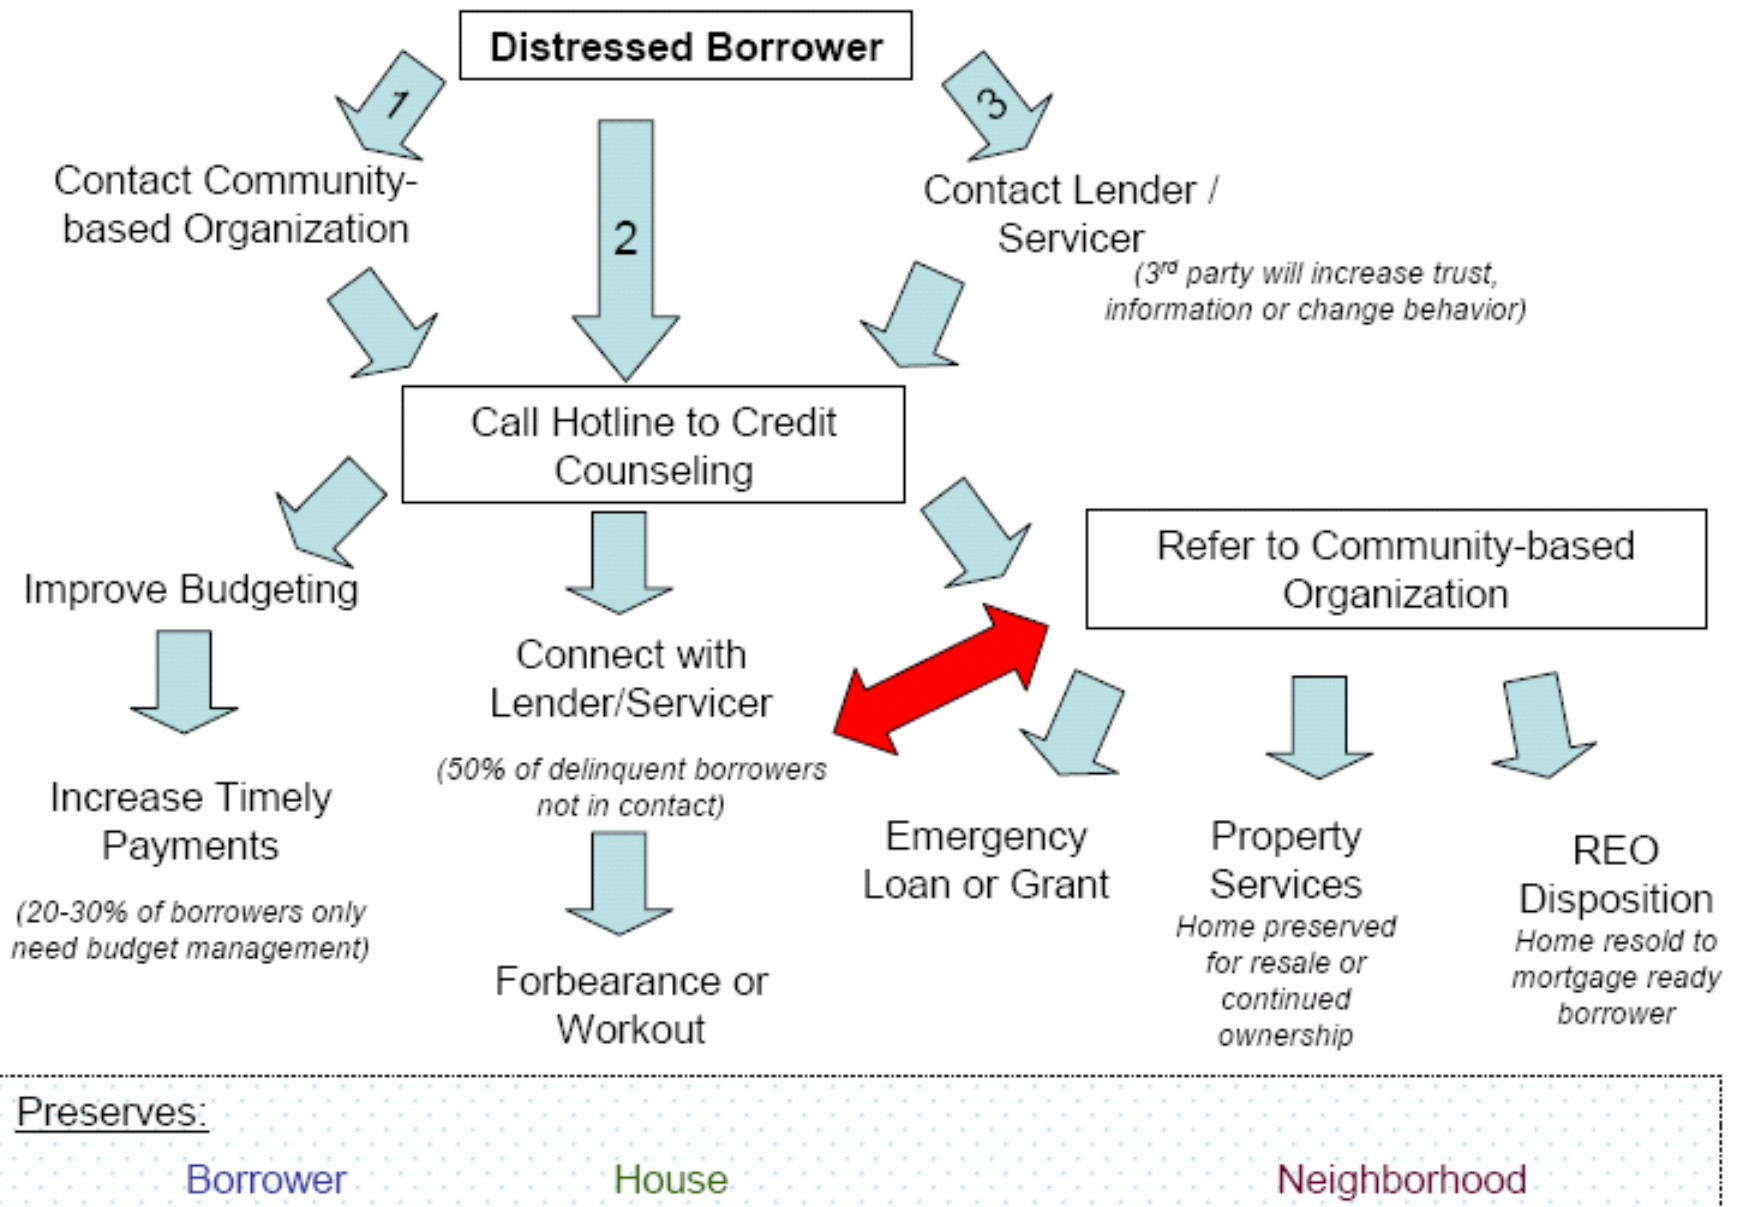 Distressed Borrower
1
2
3
Contact Community-
based Organization
Contact Lender /
Servicer
(3rd party will increase trust,
information or change behavior)
Call Hotline to Credit
Counseling
Refer to Community-based
Organization
Improve Budgeting
Connect with
Lender/Servicer
(50% of delinquent borrowers
not in contact)
Increase Timely
Payments
(20-30% of borrowers only
need budget management)
Forbearance or
Workout
Emergency
Loan or Grant
Property
Services
Home preserved
for resale or
continued
ownership
REO
Disposition
Home resold to
mortgage ready
borrower
Preserves:
Borrower
House
Neighborhood